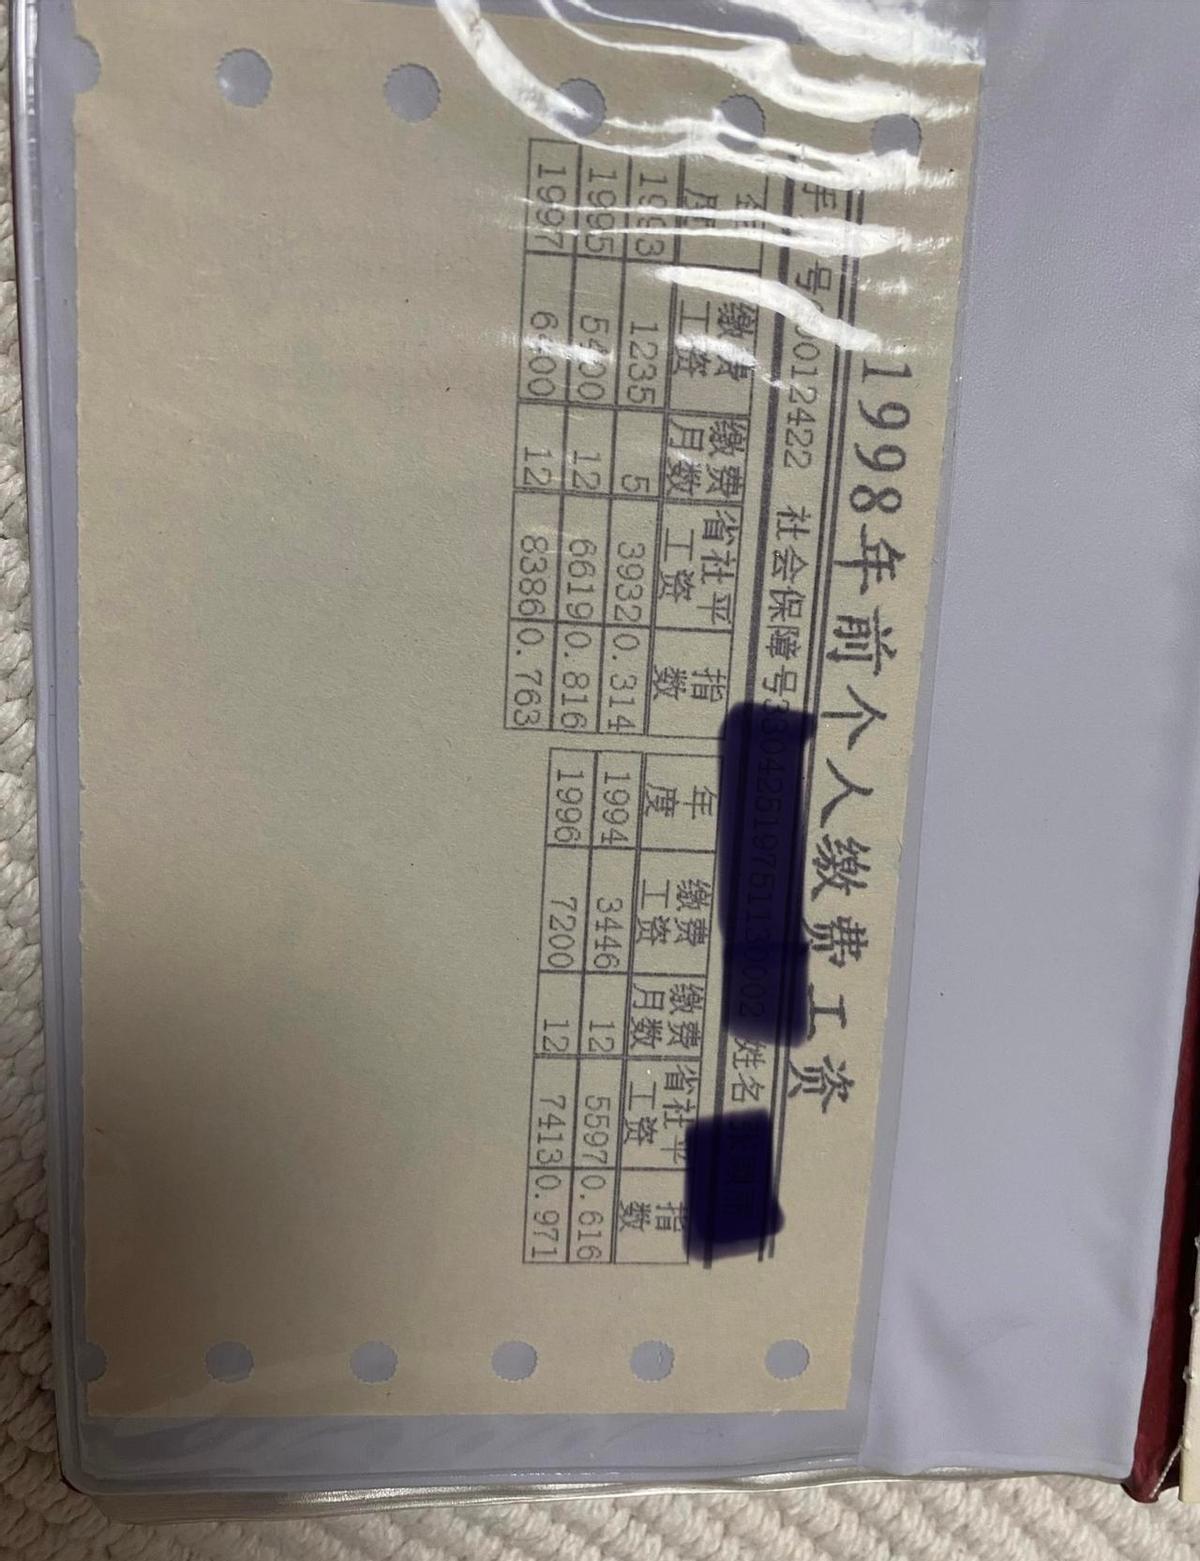 1998年前个人缴费工资
号 0012422 社会保障号 姓名
年度 缴费工资 缴费月数 省社平工资 指数 年度 缴费工资 缴费月数 省社平工资 指数
1993 1235 5 3932 0.314 1994 3446 12 5597 0.616
1995 5400 12 6619 0.816 1996 7200 12 7413 0.971
1997 6400 12 8386 0.763